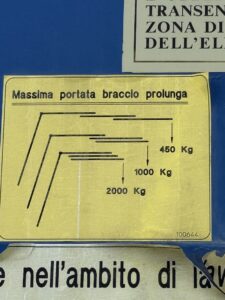 TRANSEN
ZONA DI
DELL'EL
Massima portata braccio prolunga
450 Kg
1000 Kg
2000 Kg
100644
e nell'ambito di